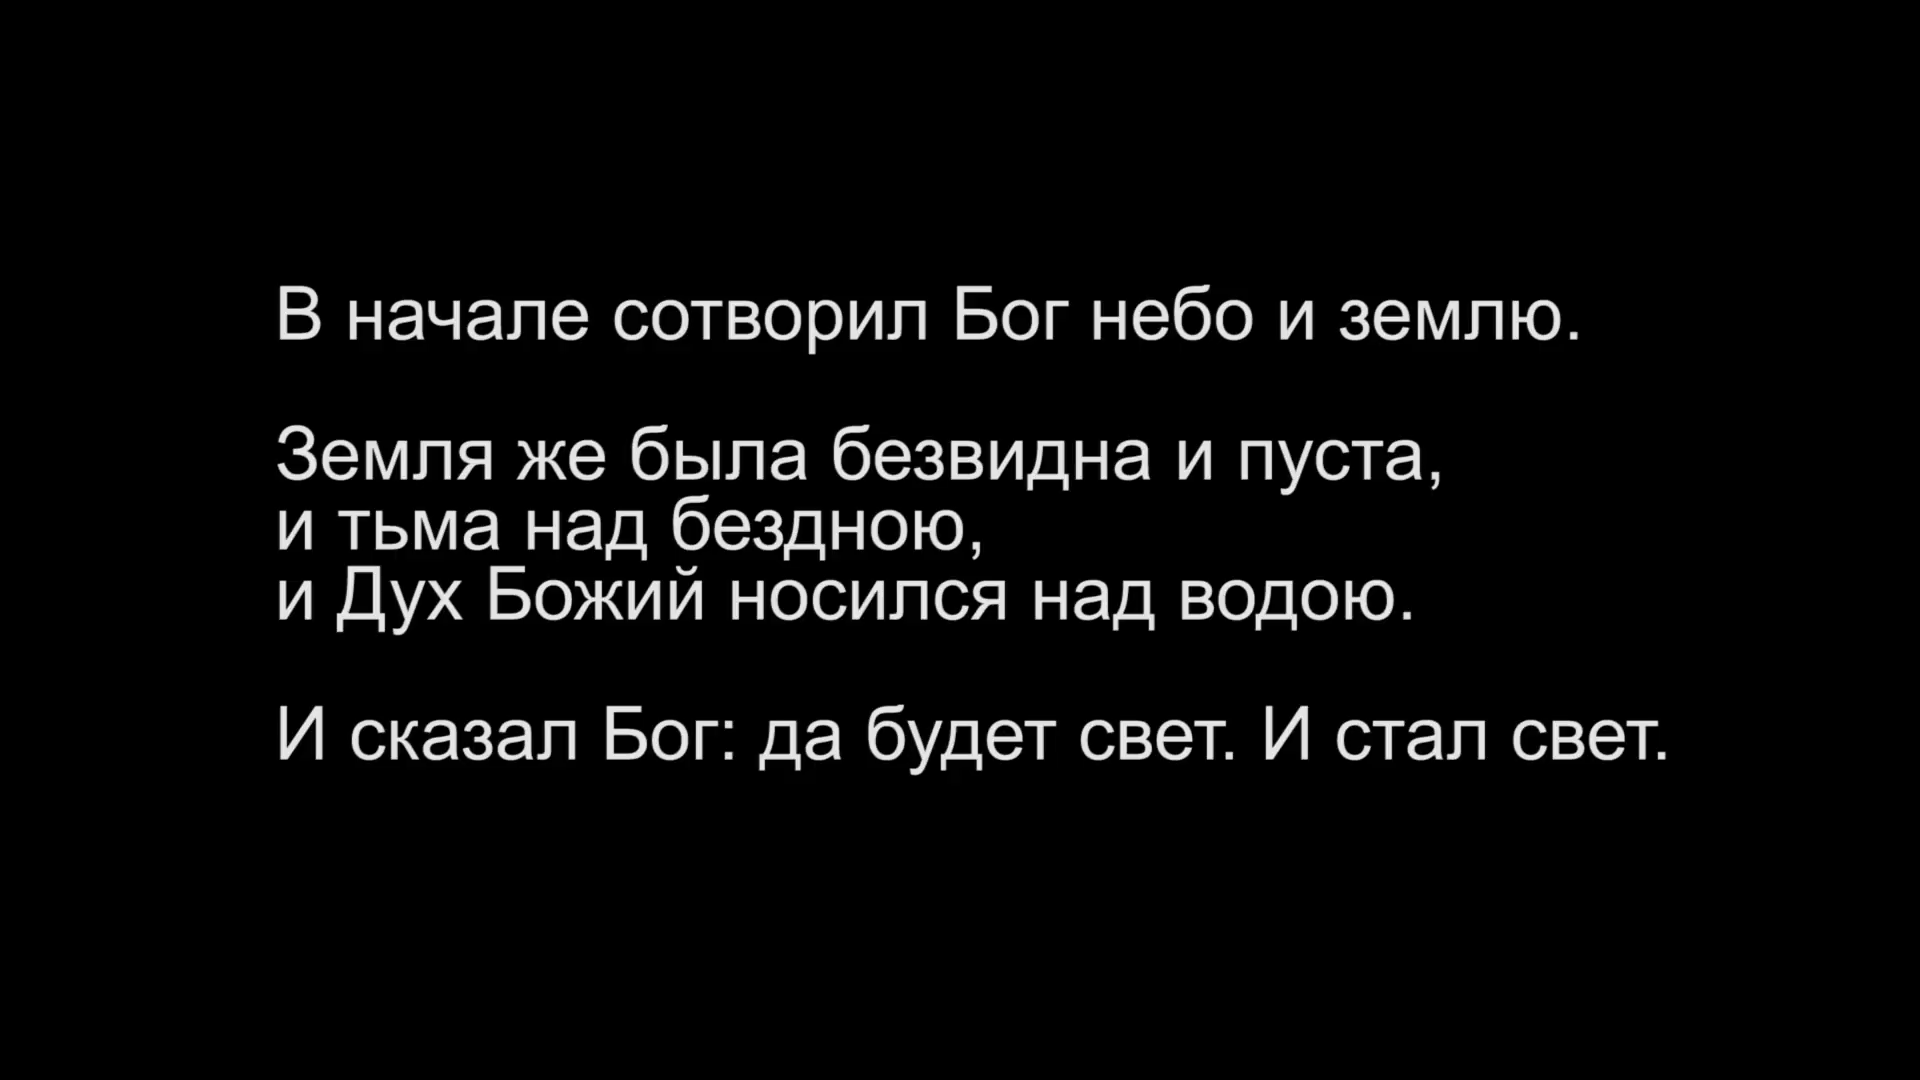 В начале сотворил Бог небо и землю.
Земля же была безвидна и пуста,
и тьма над бездною,
и Дух Божий носился над водою.
И сказал Бог: да будет свет. И стал свет.